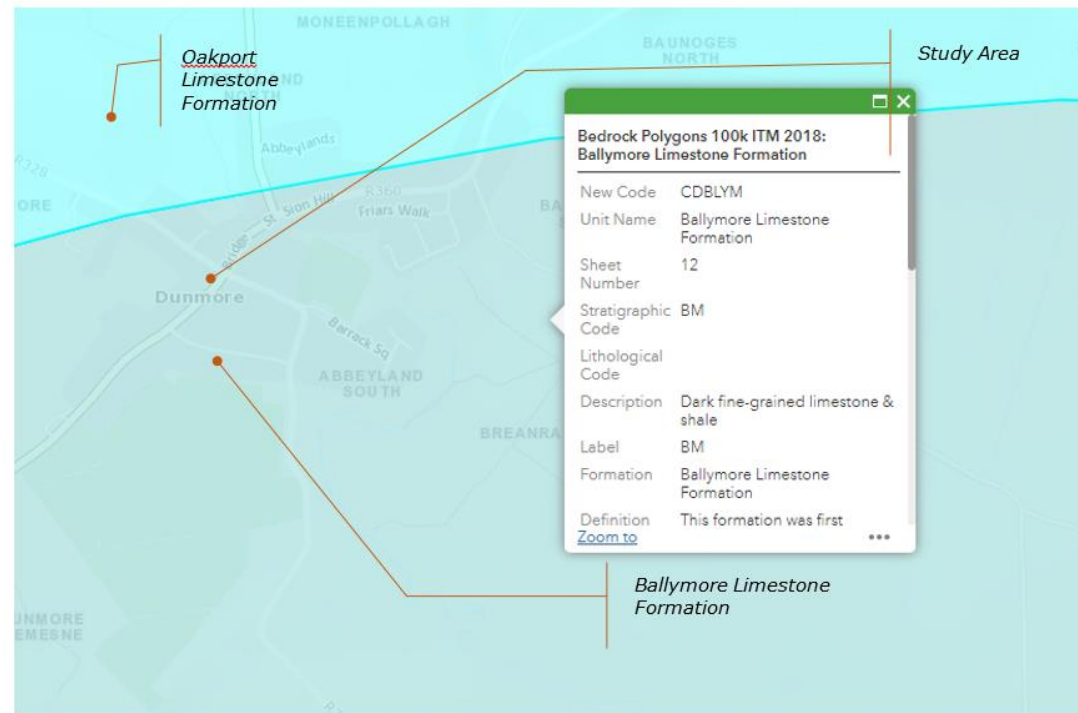 MONEENPOLLAGH
BAUNOGES
NORTH
Study Area
Oakport
Limestone
Formation
ND
NORTH
Bedrock Polygons 100k ITM 2018:
Ballymore Limestone Formation
New Code CDBLYM
Unit Name Ballymore Limestone
Formation
Sheet 12
Number
Stratigraphic BM
Code
Lithological
Code
Description Dark fine-grained limestone &
shale
Label BM
Formation Ballymore Limestone
Formation
Definition This formation was first
Zoom to
Abbeylands
R328
ORE
R360
Sion Hill
Friars Walk
BA
Bridge St
Dunmore
Barrack Sq
ABBEYLAND
SOUTH
BREANRA
Ballymore Limestone
Formation
UNMORE
EMESNE